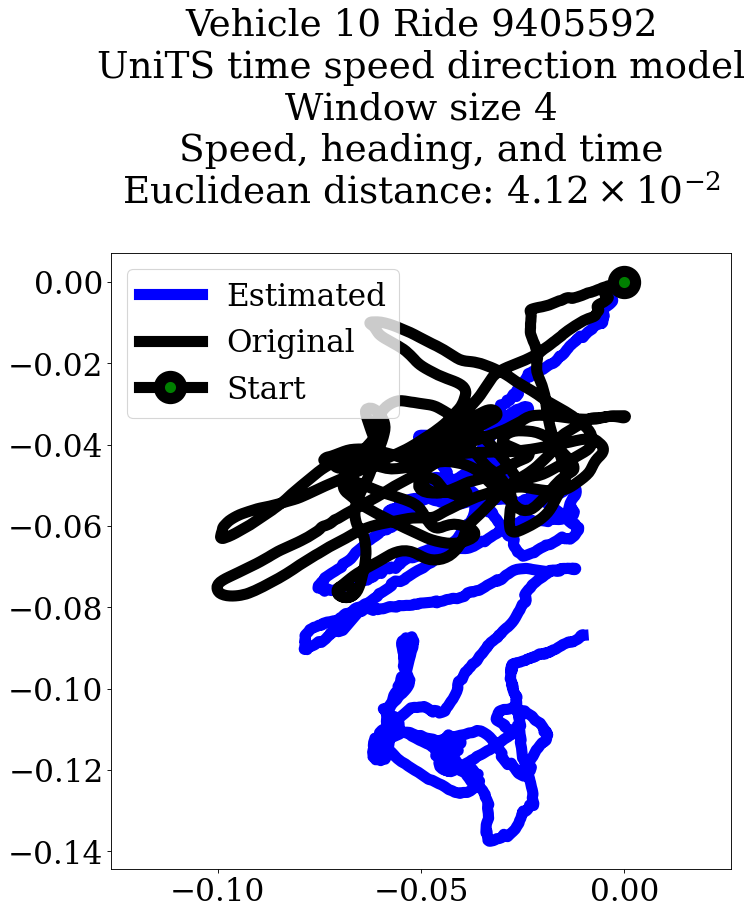 Vehicle 10 Ride 9405592
UniTS time speed direction model
Window size 4
Speed, heading, and time
Euclidean distance: 4.12 × 10⁻²
Estimated
Original
Start
0.00
−0.02
−0.04
−0.06
−0.08
−0.10
−0.12
−0.14
−0.10
−0.05
0.00